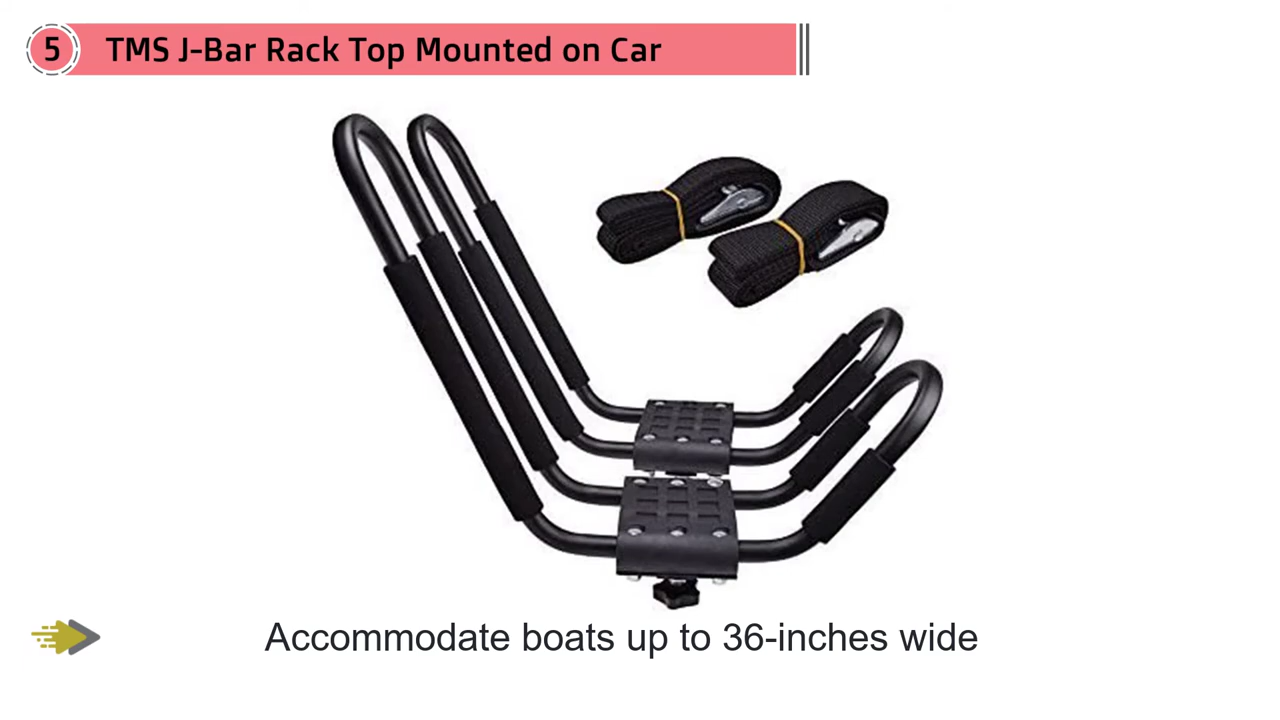 5 TMS J-Bar Rack Top Mounted on Car
Accommodate boats up to 36-inches wide